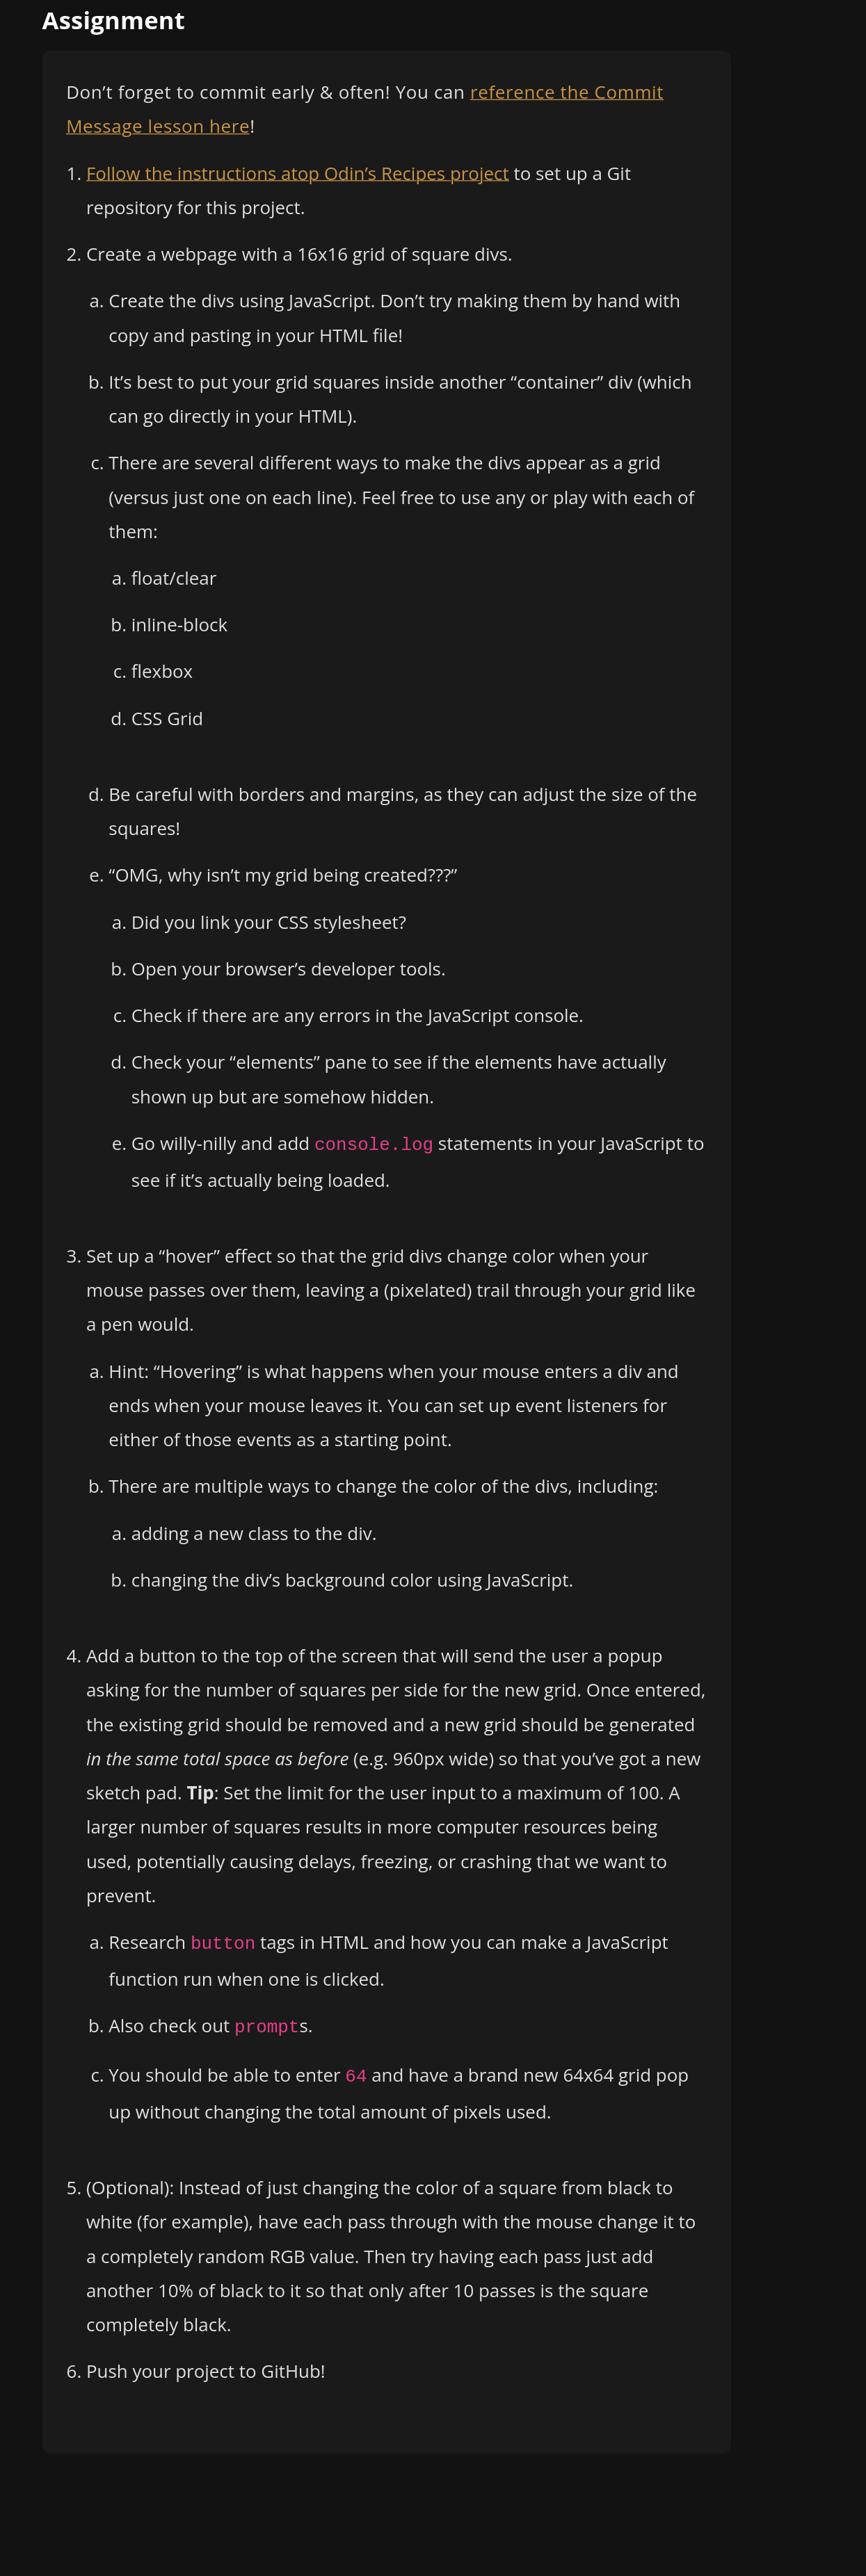 Assignment
Don’t forget to commit early & often! You can reference the Commit
Message lesson here!
1. Follow the instructions atop Odin’s Recipes project to set up a Git
repository for this project.
2. Create a webpage with a 16x16 grid of square divs.
a. Create the divs using JavaScript. Don’t try making them by hand with
copy and pasting in your HTML file!
b. It’s best to put your grid squares inside another “container” div (which
can go directly in your HTML).
c. There are several different ways to make the divs appear as a grid
(versus just one on each line). Feel free to use any or play with each of
them:
a. float/clear
b. inline-block
c. flexbox
d. CSS Grid
d. Be careful with borders and margins, as they can adjust the size of the
squares!
e. “OMG, why isn’t my grid being created???”
a. Did you link your CSS stylesheet?
b. Open your browser’s developer tools.
c. Check if there are any errors in the JavaScript console.
d. Check your “elements” pane to see if the elements have actually
shown up but are somehow hidden.
e. Go willy-nilly and add console.log statements in your JavaScript to
see if it’s actually being loaded.
3. Set up a “hover” effect so that the grid divs change color when your
mouse passes over them, leaving a (pixelated) trail through your grid like
a pen would.
a. Hint: “Hovering” is what happens when your mouse enters a div and
ends when your mouse leaves it. You can set up event listeners for
either of those events as a starting point.
b. There are multiple ways to change the color of the divs, including:
a. adding a new class to the div.
b. changing the div’s background color using JavaScript.
4. Add a button to the top of the screen that will send the user a popup
asking for the number of squares per side for the new grid. Once entered,
the existing grid should be removed and a new grid should be generated
in the same total space as before (e.g. 960px wide) so that you’ve got a new
sketch pad. Tip: Set the limit for the user input to a maximum of 100. A
larger number of squares results in more computer resources being
used, potentially causing delays, freezing, or crashing that we want to
prevent.
a. Research button tags in HTML and how you can make a JavaScript
function run when one is clicked.
b. Also check out prompts.
c. You should be able to enter 64 and have a brand new 64x64 grid pop
up without changing the total amount of pixels used.
5. (Optional): Instead of just changing the color of a square from black to
white (for example), have each pass through with the mouse change it to
a completely random RGB value. Then try having each pass just add
another 10% of black to it so that only after 10 passes is the square
completely black.
6. Push your project to GitHub!